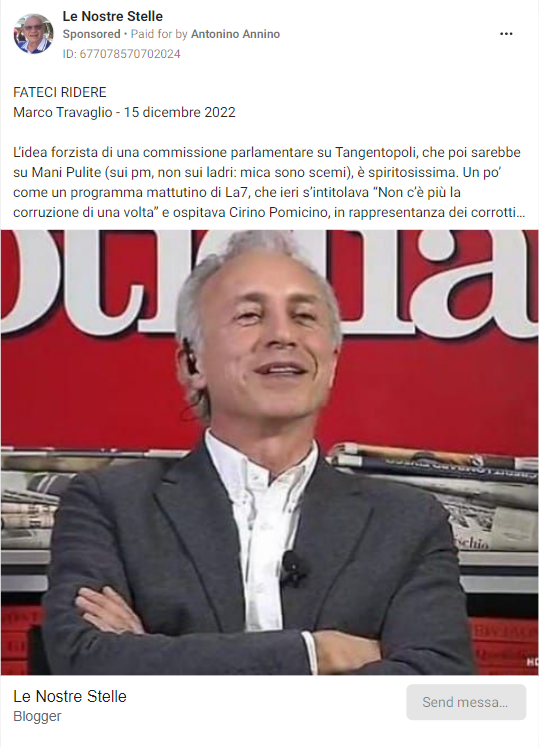 Le Nostre Stelle
Sponsored • Paid for by Antonino Annino
ID: 677078570702024
FATECI RIDERE
Marco Travaglio - 15 dicembre 2022
L'idea forzista di una commissione parlamentare su Tangentopoli, che poi sarebbe
su Mani Pulite (sui pm, non sui ladri: mica sono scemi), è spiritosissima. Un po'
come un programma mattutino di La7, che ieri s'intitolava “Non c'è più la
corruzione di una volta” e ospitava Cirino Pomicino, in rappresentanza dei corrotti...
otidia
HD
Le Nostre Stelle
Blogger
Send messa...